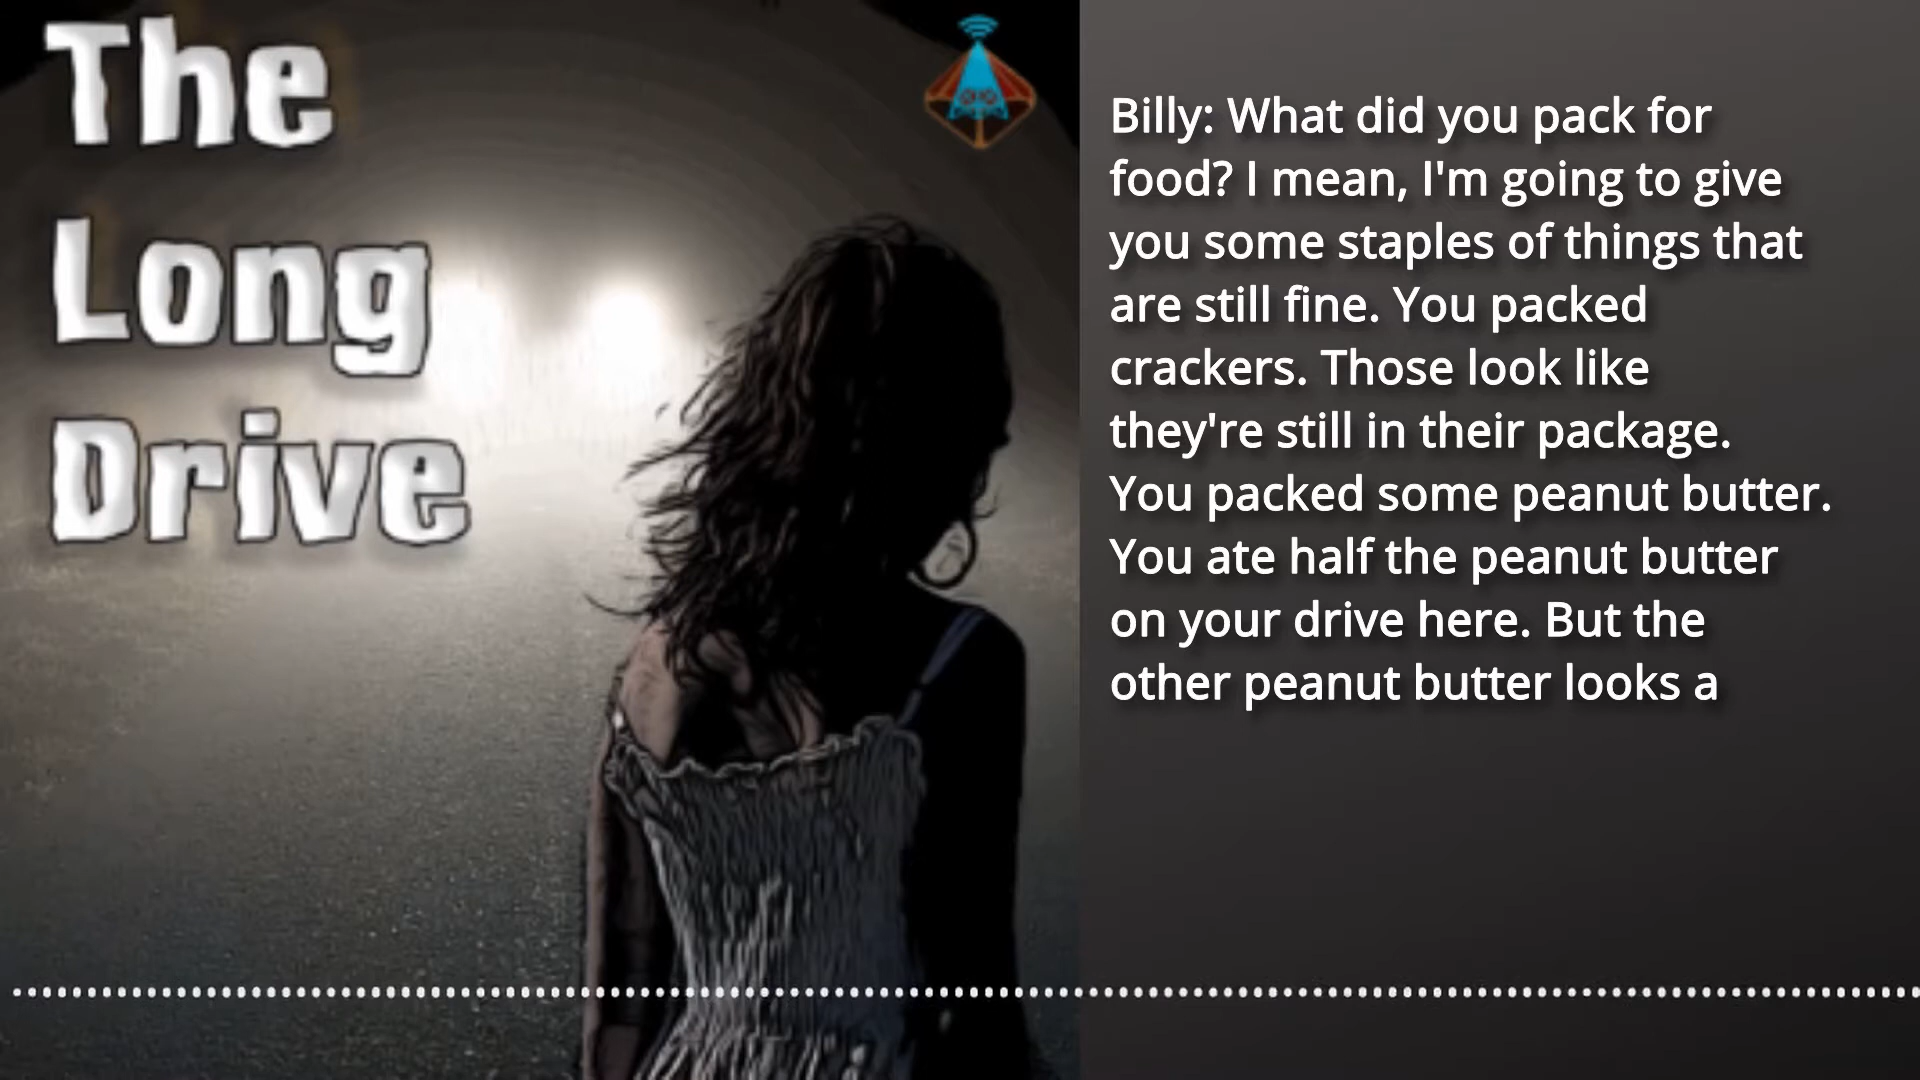 The
Long
Drive
Billy: What did you pack for
food? I mean, I'm going to give
you some staples of things that
are still fine. You packed
crackers. Those look like
they're still in their package.
You packed some peanut butter.
You ate half the peanut butter
on your drive here. But the
other peanut butter looks a